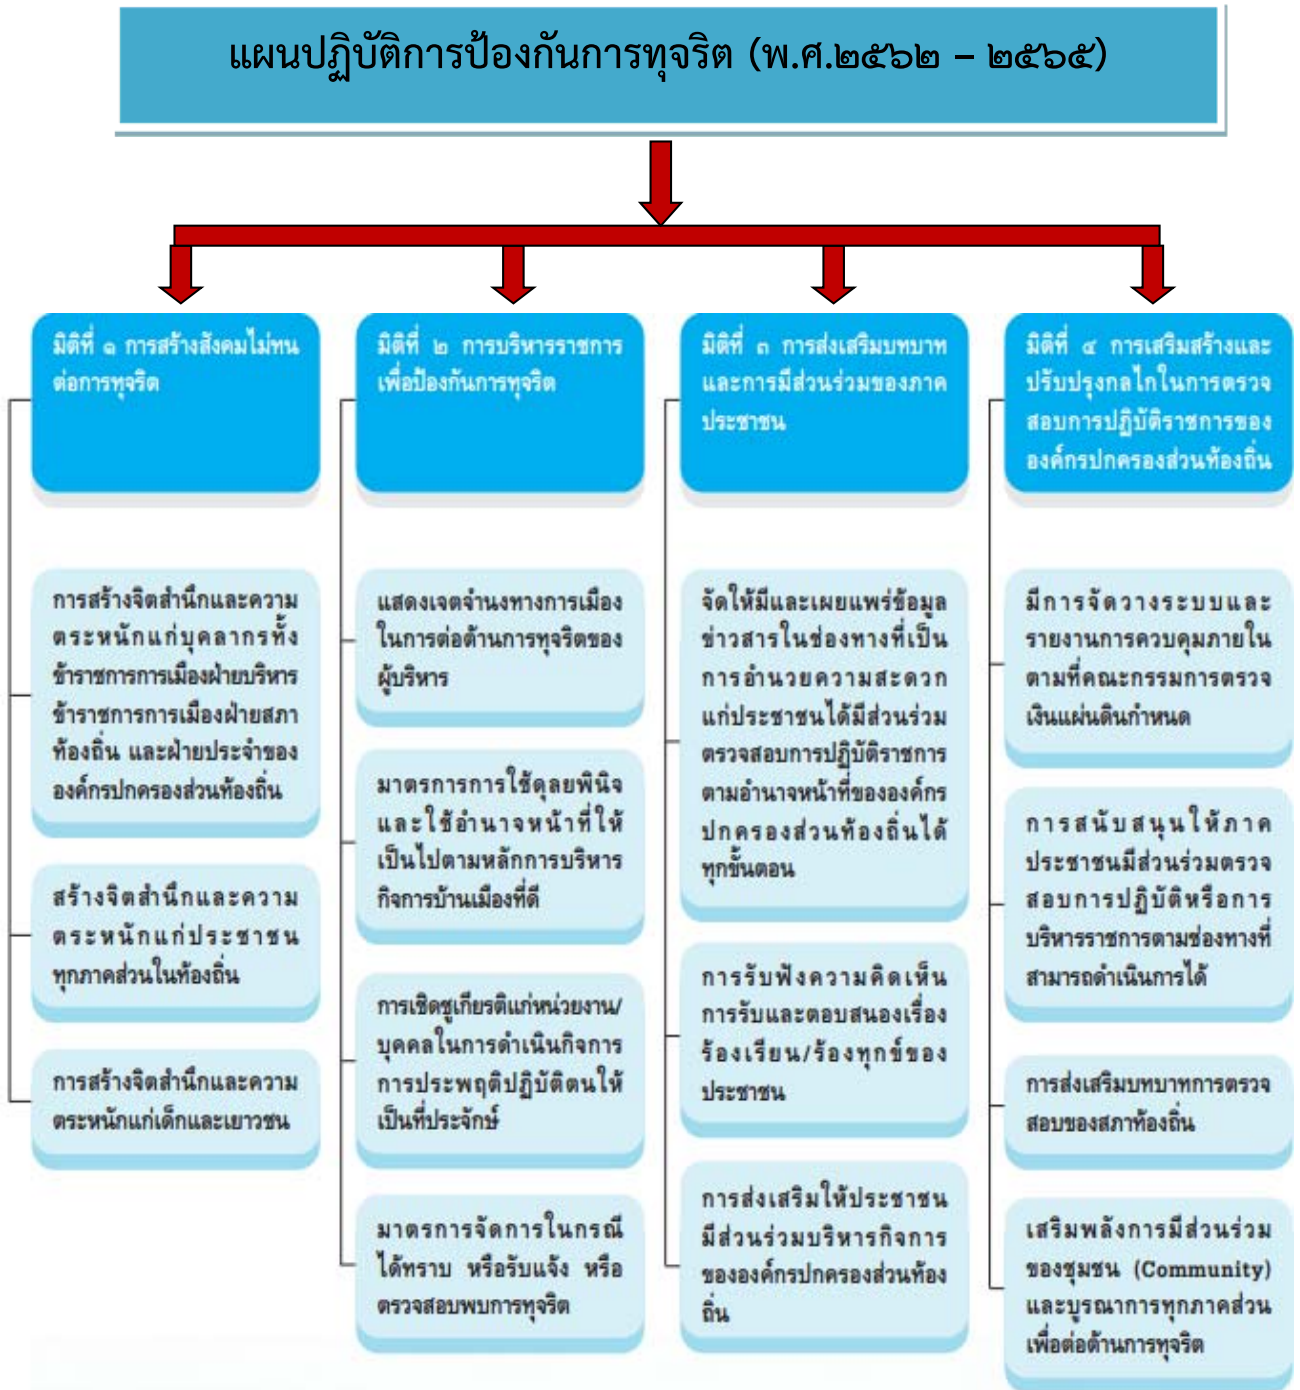 แผนปฏิบัติการป้องกันการทุจริต (พ.ศ.๒๕๖๒ – ๒๕๖๕)
มิติที่ ๑ การสร้างสังคมไม่ทน
ต่อการทุจริต
การสร้างจิตสำนึกและความ
ตระหนักแก่บุคลากรทั้ง
ข้าราชการการเมืองฝ่ายบริหาร
ข้าราชการการเมืองฝ่ายสภา
ท้องถิ่น และฝ่ายประจำของ
องค์กรปกครองส่วนท้องถิ่น
สร้างจิตสำนึกและความ
ตระหนักแก่ประชาชน
ทุกภาคส่วนในท้องถิ่น
การสร้างจิตสำนึกและความ
ตระหนักแก่เด็กและเยาวชน
มิติที่ ๒ การบริหารราชการ
เพื่อป้องกันการทุจริต
แสดงเจตจำนงทางการเมือง
ในการต่อต้านการทุจริตของ
ผู้บริหาร
มาตรการการใช้ดุลยพินิจ
และใช้อำนาจหน้าที่ให้
เป็นไปตามหลักการบริหาร
กิจการบ้านเมืองที่ดี
การเชิดชูเกียรติแก่หน่วยงาน/
บุคคลในการดำเนินกิจการ
การประพฤติปฏิบัติตนให้
เป็นที่ประจักษ์
มาตรการจัดการในกรณี
ได้ทราบ หรือรับแจ้ง หรือ
ตรวจสอบพบการทุจริต
มิติที่ ๓ การส่งเสริมบทบาท
และการมีส่วนร่วมของภาค
ประชาชน
จัดให้มีและเผยแพร่ข้อมูล
ข่าวสารในช่องทางที่เป็น
การอำนวยความสะดวก
แก่ประชาชนได้มีส่วนร่วม
ตรวจสอบการปฏิบัติราชการ
ตามอำนาจหน้าที่ขององค์กร
ปกครองส่วนท้องถิ่นได้
ทุกขั้นตอน
การรับฟังความคิดเห็น
การรับและตอบสนองเรื่อง
ร้องเรียน/ร้องทุกข์ของ
ประชาชน
การส่งเสริมให้ประชาชน
มีส่วนร่วมบริหารกิจการ
ขององค์กรปกครองส่วนท้อง
ถิ่น
มิติที่ ๔ การเสริมสร้างและ
ปรับปรุงกลไกในการตรวจ
สอบการปฏิบัติราชการของ
องค์กรปกครองส่วนท้องถิ่น
มีการจัดวางระบบและ
รายงานการควบคุมภายใน
ตามที่คณะกรรมการตรวจ
เงินแผ่นดินกำหนด
การสนับสนุนให้ภาค
ประชาชนมีส่วนร่วมตรวจ
สอบการปฏิบัติหรือการ
บริหารราชการตามช่องทางที่
สามารถดำเนินการได้
การส่งเสริมบทบาทการตรวจ
สอบของสภาท้องถิ่น
เสริมพลังการมีส่วนร่วม
ของชุมชน (Community)
และบูรณาการทุกภาคส่วน
เพื่อต่อต้านการทุจริต